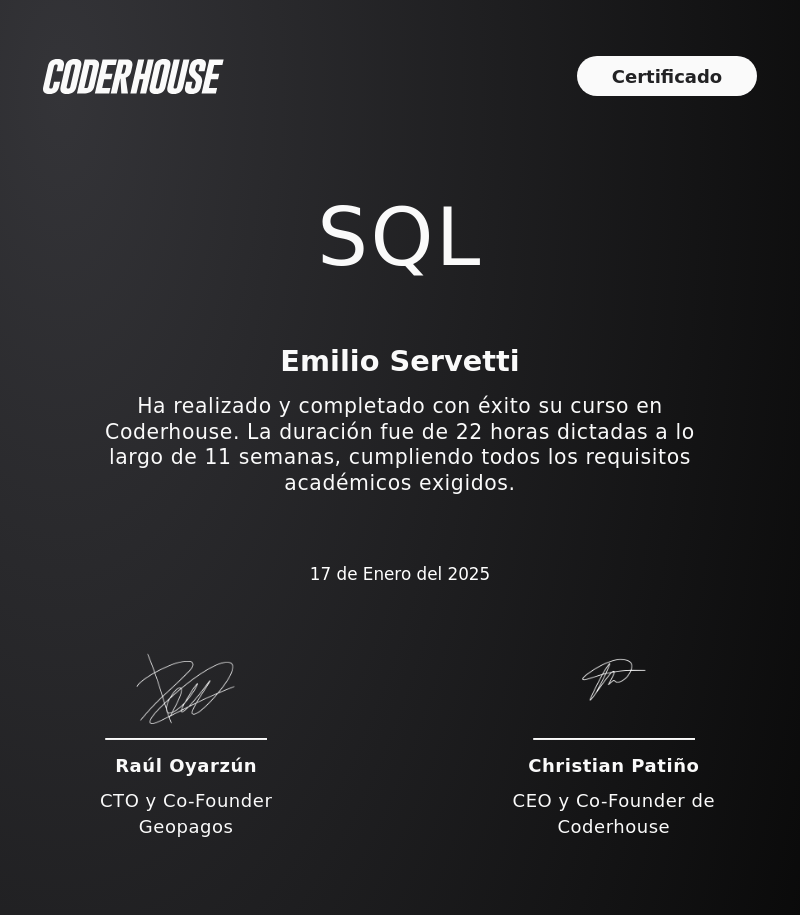 CODERHOUSE
Certificado
SQL
Emilio Servetti
Ha realizado y completado con éxito su curso en
Coderhouse. La duración fue de 22 horas dictadas a lo
largo de 11 semanas, cumpliendo todos los requisitos
académicos exigidos.
17 de Enero del 2025
Raúl Oyarzún
CTO y Co-Founder
Geopagos
Christian Patiño
CEO y Co-Founder de
Coderhouse